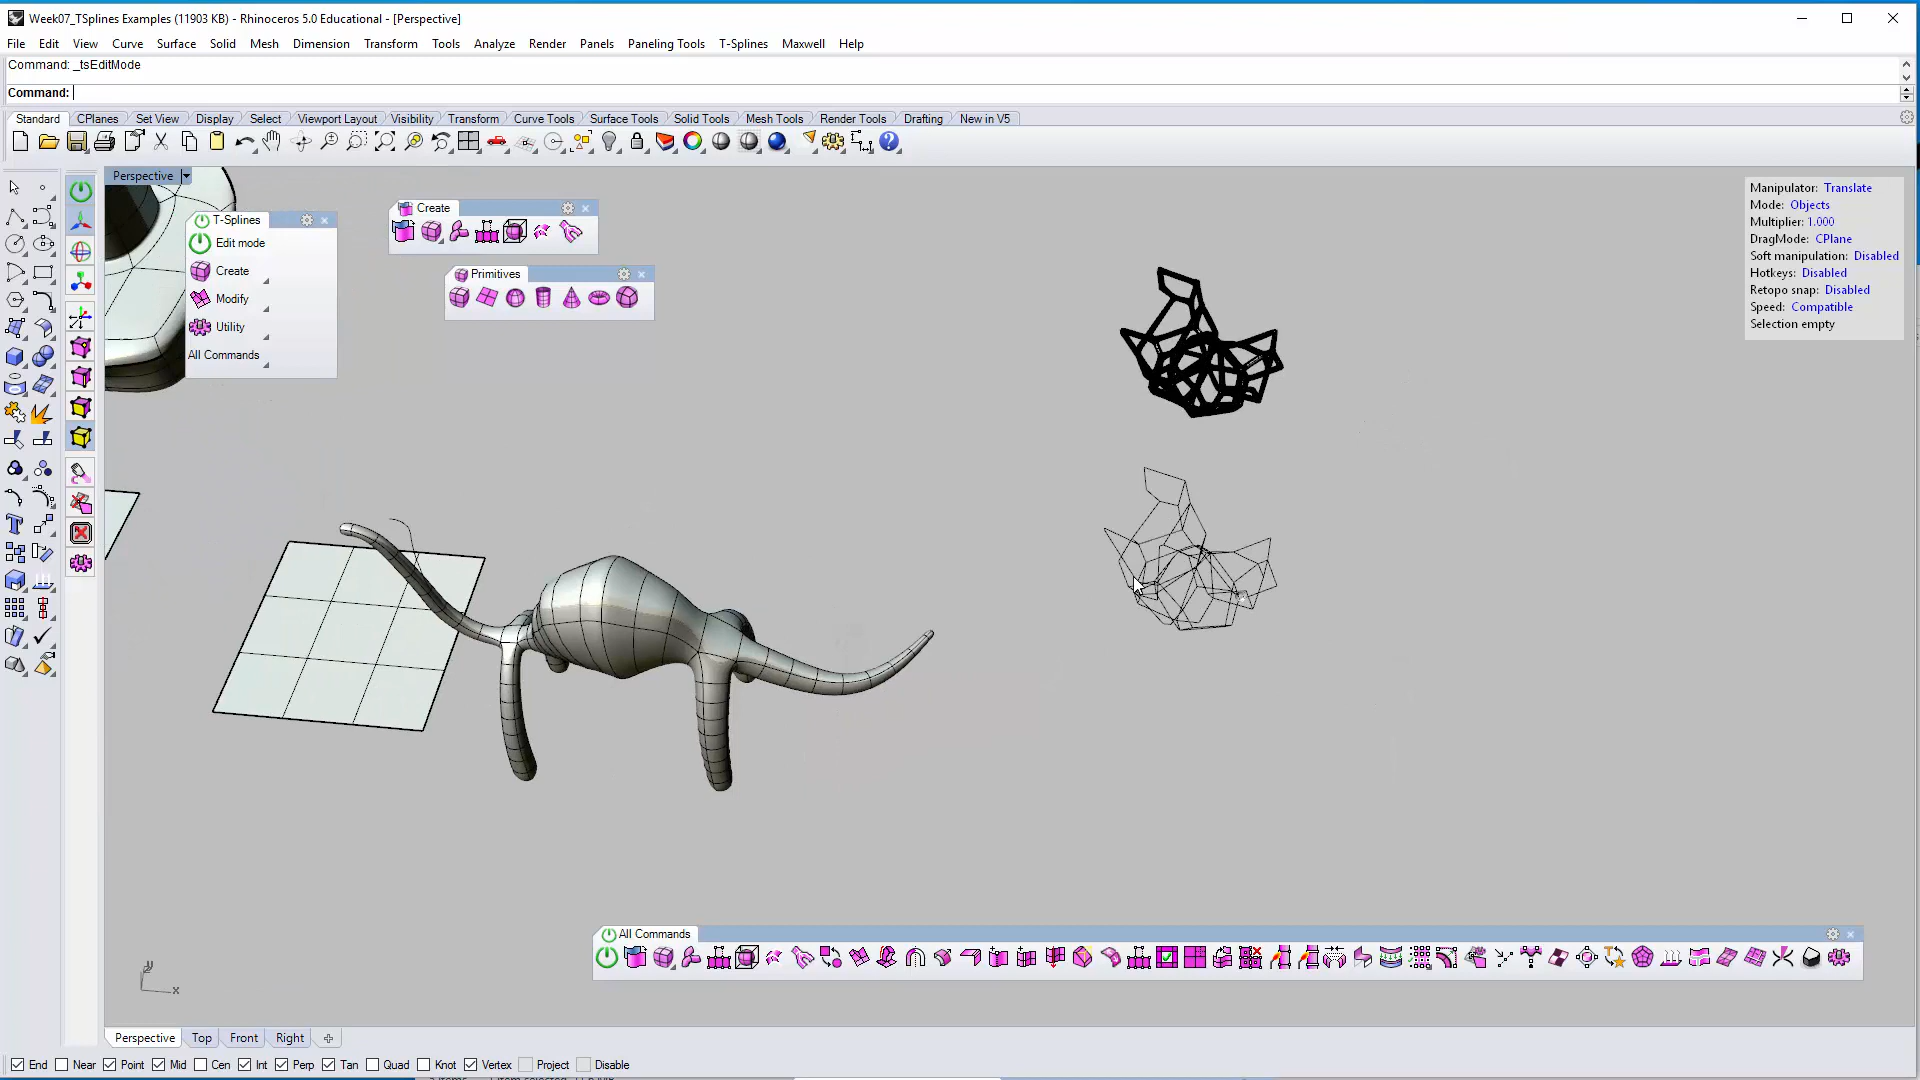 Week07_TSplines Examples (11903 KB) - Rhinoceros 5.0 Educational - [Perspective]
File Edit View Curve Surface Solid Mesh Dimension Transform Tools Analyze Render Panels Paneling Tools T-Splines Maxwell Help
Command: _tsEditMode
Command:
Standard CPlanes Set View Display Select Viewport Layout Visibility Transform Curve Tools Surface Tools Solid Tools Mesh Tools Render Tools Drafting New in V5
Perspective
T-Splines
Edit mode
Create
Modify
Utility
All Commands
Create
Primitives
Manipulator: Translate
Mode: Objects
Multiplier: 1.000
DragMode: CPlane
Soft manipulation: Disabled
Hotkeys: Disabled
Retopo snap: Disabled
Speed: Compatible
Selection empty
All Commands
y
x
Perspective Top Front Right
End Near Point Mid Cen Int Perp Tan Quad Knot Vertex Project Disable